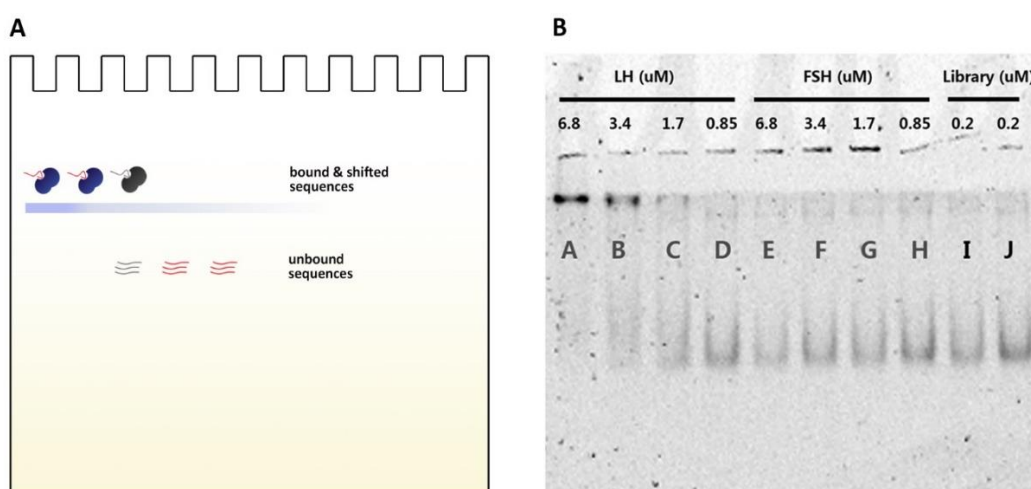 A
bound & shifted
sequences
unbound
sequences
B
LH (uM) FSH (uM) Library (uM)
6.8 3.4 1.7 0.85 6.8 3.4 1.7 0.85 0.2 0.2
A B C D E F G H I J